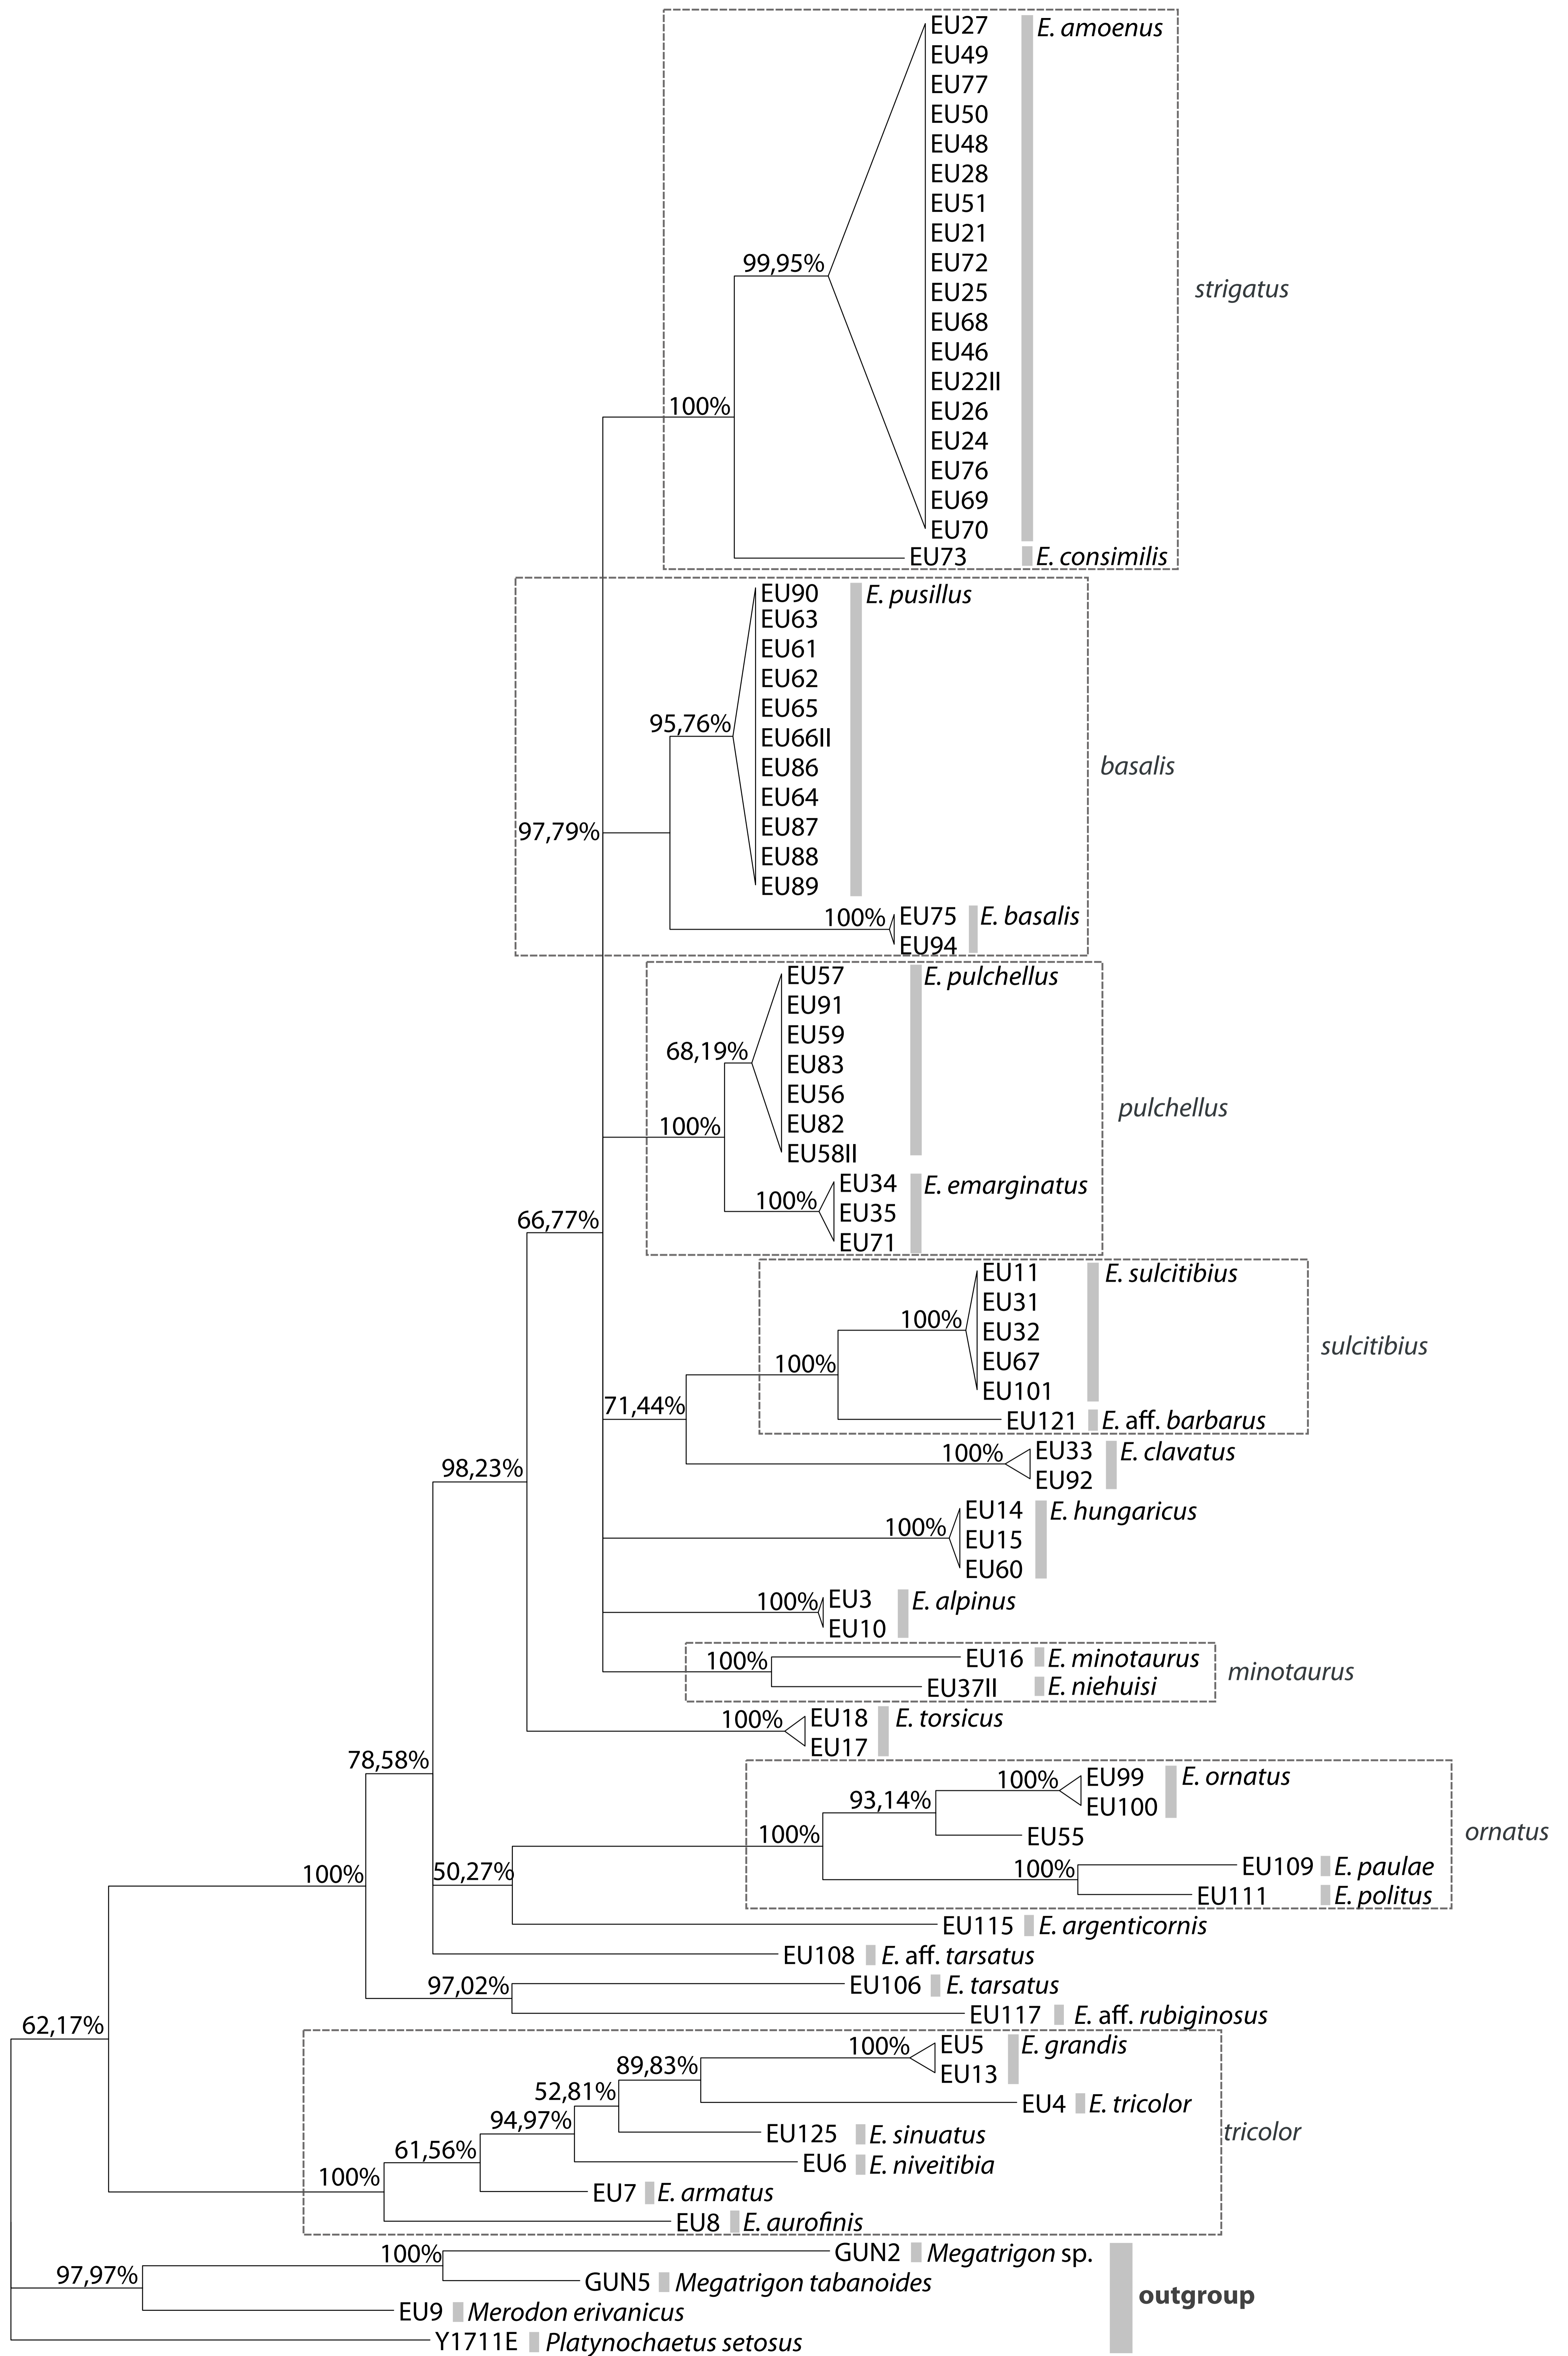 EU27 E. amoenus
EU49
EU77
EU50
EU48
EU28
EU51
EU21
99,95%
EU72
strigatus
EU25
EU68
EU46
EU22II
100%
EU26
EU24
EU76
EU69
EU70
EU73 E. consimilis
EU90 E. pusillus
EU63
EU61
EU62
EU65
95,76%
EU66II
basalis
EU86
EU64
97,79%
EU87
EU88
EU89
100% EU75 E. basalis
EU94
EU57 E. pulchellus
EU91
EU59
68,19%
EU83
EU56
pulchellus
100%
EU82
EU58II
EU34 E. emarginatus
100%
EU35
66,77%
EU71
EU11 E. sulcitibius
EU31
100%
EU32
sulcitibius
100%
EU67
EU101
71,44%
EU121 E. aff. barbarus
100% EU33 E. clavatus
98,23%
EU92
EU14 E. hungaricus
100%
EU15
EU60
100% EU3 E. alpinus
EU10
100%
EU16 E. minotaurus
minotaurus
EU37II E. niehuisi
100% EU18 E. torsicus
EU17
78,58%
100% EU99 E. ornatus
93,14%
EU100
100%
EU55
ornatus
50,27%
100%
100%
EU109 E. paulae
EU111 E. politus
EU115 E. argenticornis
EU108 E. aff. tarsatus
97,02%
EU106 E. tarsatus
EU117 E. aff. rubiginosus
62,17%
100% EU5 E. grandis
89,83%
EU13
52,81%
EU4 E. tricolor
94,97%
EU125 E. sinuatus
tricolor
61,56%
EU6 E. niveitibia
100%
EU7 E. armatus
EU8 E. aurofinis
100%
GUN2 Megatrigon sp.
97,97%
GUN5 Megatrigon tabanoides
outgroup
EU9 Merodon erivanicus
Y1711E Platynochaetus setosus